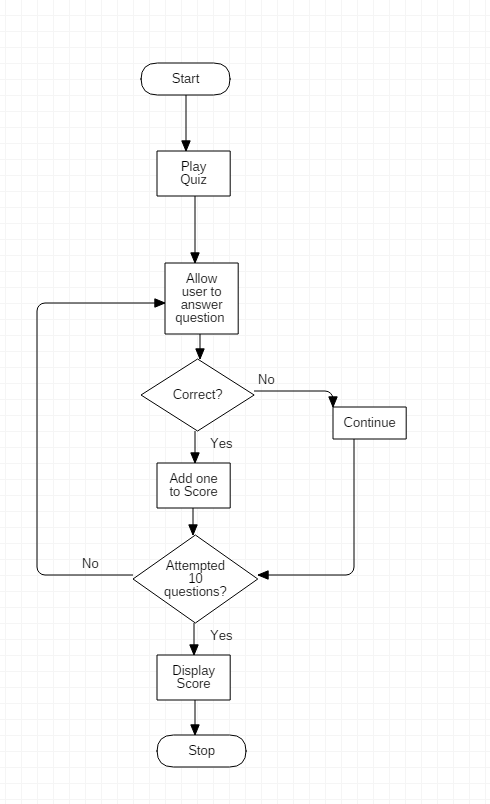 Start
Play
Quiz
Allow
user to
answer
question
Correct?
No
Continue
Yes
Add one
to Score
No
Attempted
10
questions?
Yes
Display
Score
Stop